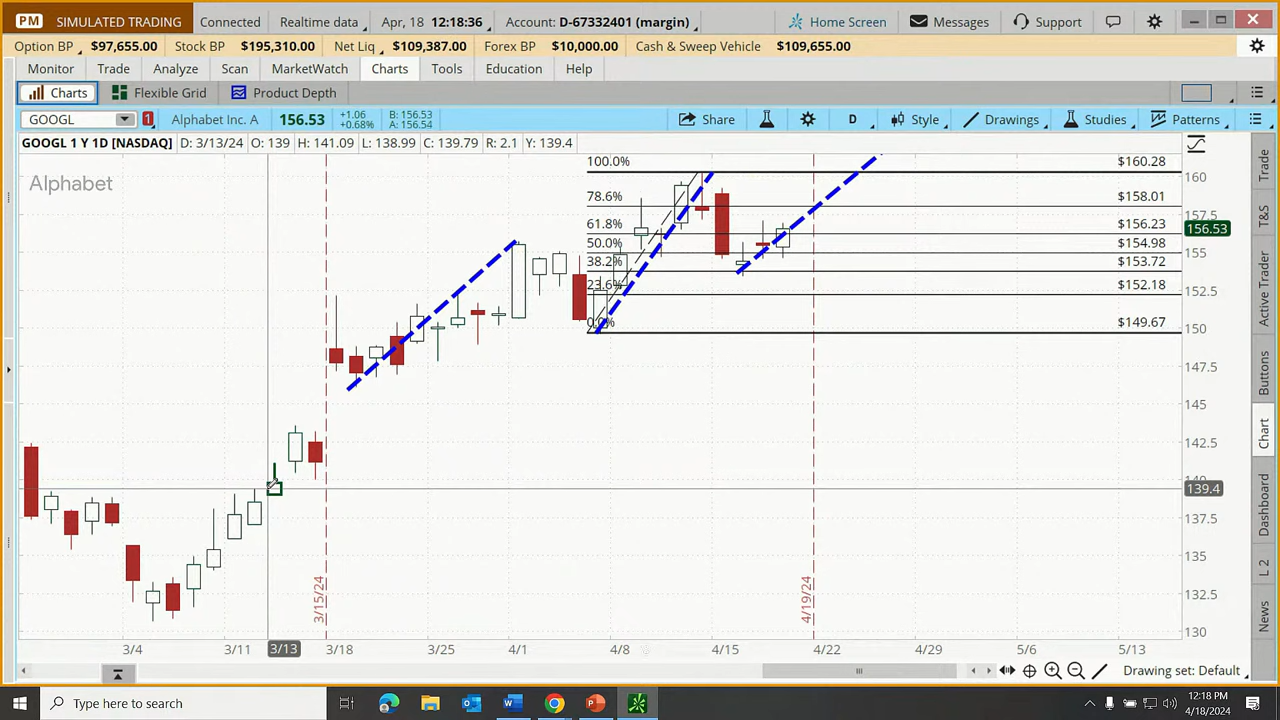 PM SIMULATED TRADING Connected Realtime data Apr, 18 12:18:36 Account: D-67332401 (margin) Home Screen Messages Support
Option BP $97,655.00 Stock BP $195,310.00 Net Liq $109,387.00 Forex BP $10,000.00 Cash & Sweep Vehicle $109,655.00
Monitor Trade Analyze Scan MarketWatch Charts Tools Education Help
Charts Flexible Grid Product Depth
GOOGL 1 Alphabet Inc. A 156.53 +1.06 +0.68% B: 156.53 A: 156.54 Share D Style Drawings Studies Patterns
GOOGL 1 Y 1D [NASDAQ] D: 3/13/24 O: 139 H: 141.09 L: 138.99 C: 139.79 R: 2.1 Y: 139.4
Alphabet
100.0% $160.28
160
78.6% $158.01
157.5
61.8% $156.23
156.53
50.0% $154.98
155
38.2% $153.72
152.5
23.6% $152.18
150
0.0% $149.67
147.5
145
142.5
139.4
137.5
135
132.5
130
3/15/24
4/19/24
3/4 3/11 3/13 3/18 3/25 4/1 4/8 4/15 4/22 4/29 5/6 5/13
Drawing set: Default
Trade
T&S
Active Trader
Buttons
Chart
Dashboard
L 2
News
Type here to search
12:18 PM
4/18/2024